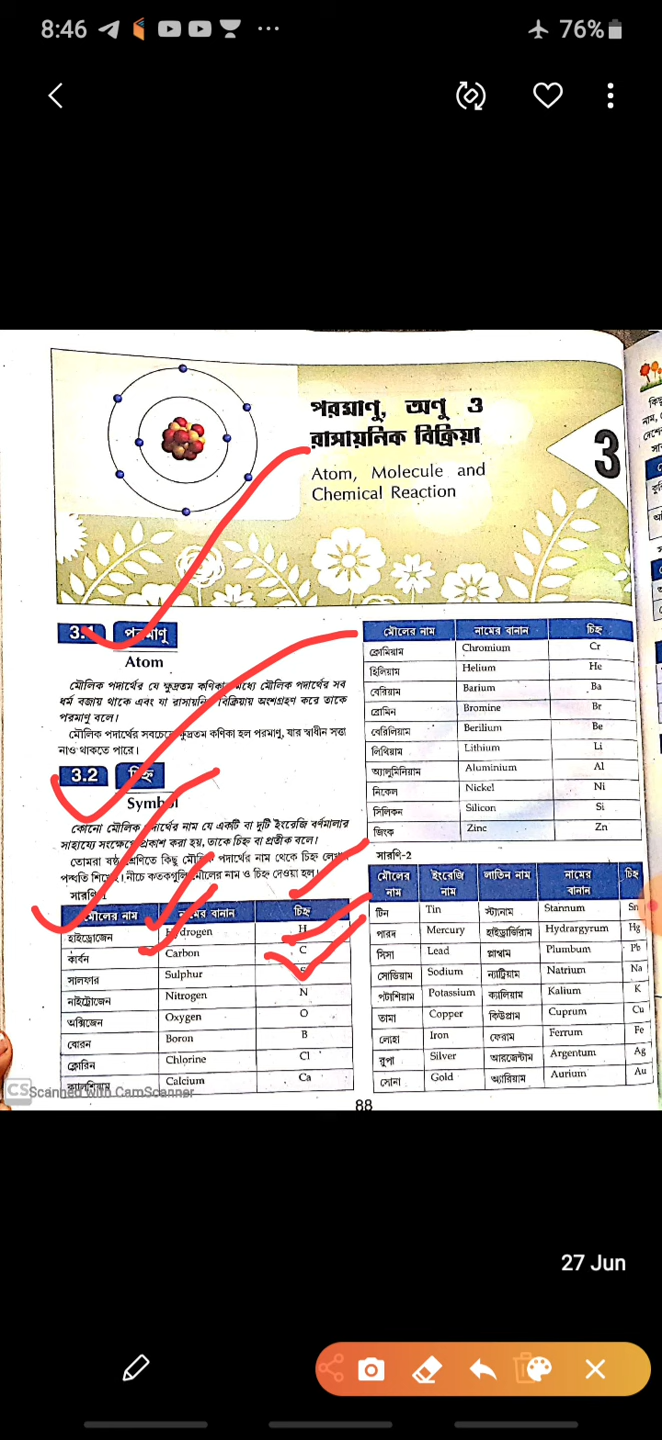 8:46
76%
পরমাণু, অণু ও
রাসায়নিক বিক্রিয়া
3
Atom, Molecule and
Chemical Reaction
3.1 পরমাণু
Atom
মৌলিক পদার্থের যে ক্ষুদ্রতম কণিকার মধ্যে মৌলিক পদার্থের সব
ধর্ম বজায় থাকে এবং যা রাসায়নিক বিক্রিয়ায় অংশগ্রহণ করে তাকে
পরমাণু বলে।
মৌলিক পদার্থের সবচেয়ে ক্ষুদ্রতম কণিকা হল পরমাণু, যার স্বাধীন সত্তা
নাও থাকতে পারে।
3.2 চিহ্ন
Symbol
কোনো মৌলিক পদার্থের নাম যে একটি বা দুটি ইংরেজি বর্ণমালার
সাহায্যে সংক্ষেপে প্রকাশ করা হয়, তাকে চিহ্ন বা প্রতীক বলে।
তোমরা ষষ্ঠ শ্রেণিতে কিছু মৌলিক পদার্থের নাম থেকে চিহ্ন লেখার
পদ্ধতি শিখেছ। নীচে কতকগুলি মৌলের নাম ও চিহ্ন দেওয়া হল।
সারণি-1
মৌলের নাম নামের বানান চিহ্ন
হাইড্রোজেন Hydrogen H
কার্বন Carbon C
সালফার Sulphur S
নাইট্রোজেন Nitrogen N
অক্সিজেন Oxygen O
বোরন Boron B
ক্লোরিন Chlorine Cl
ক্যালশিয়াম Calcium Ca
মৌলের নাম নামের বানান চিহ্ন
ক্রোমিয়াম Chromium Cr
হিলিয়াম Helium He
বেরিয়াম Barium Ba
ব্রোমিন Bromine Br
বেরিলিয়াম Berilium Be
লিথিয়াম Lithium Li
অ্যালুমিনিয়াম Aluminium Al
নিকেল Nickel Ni
সিলিকন Silicon Si
জিংক Zinc Zn
সারণি-2
মৌলের নাম ইংরেজি নাম লাতিন নাম নামের বানান চিহ্ন
টিন Tin স্ট্যানাম Stannum Sn
পারদ Mercury হাইড্রার্জিরাম Hydrargyrum Hg
সিসা Lead প্লাম্বাম Plumbum Pb
সোডিয়াম Sodium ন্যাট্রিয়াম Natrium Na
পটাশিয়াম Potassium ক্যালিয়াম Kalium K
তামা Copper কিউপ্রাম Cuprum Cu
লোহা Iron ফেরাম Ferrum Fe
রুপা Silver আরজেন্টাম Argentum Ag
সোনা Gold অ্যারিয়াম Aurium Au
CS Scanned with CamScanner
88
27 Jun